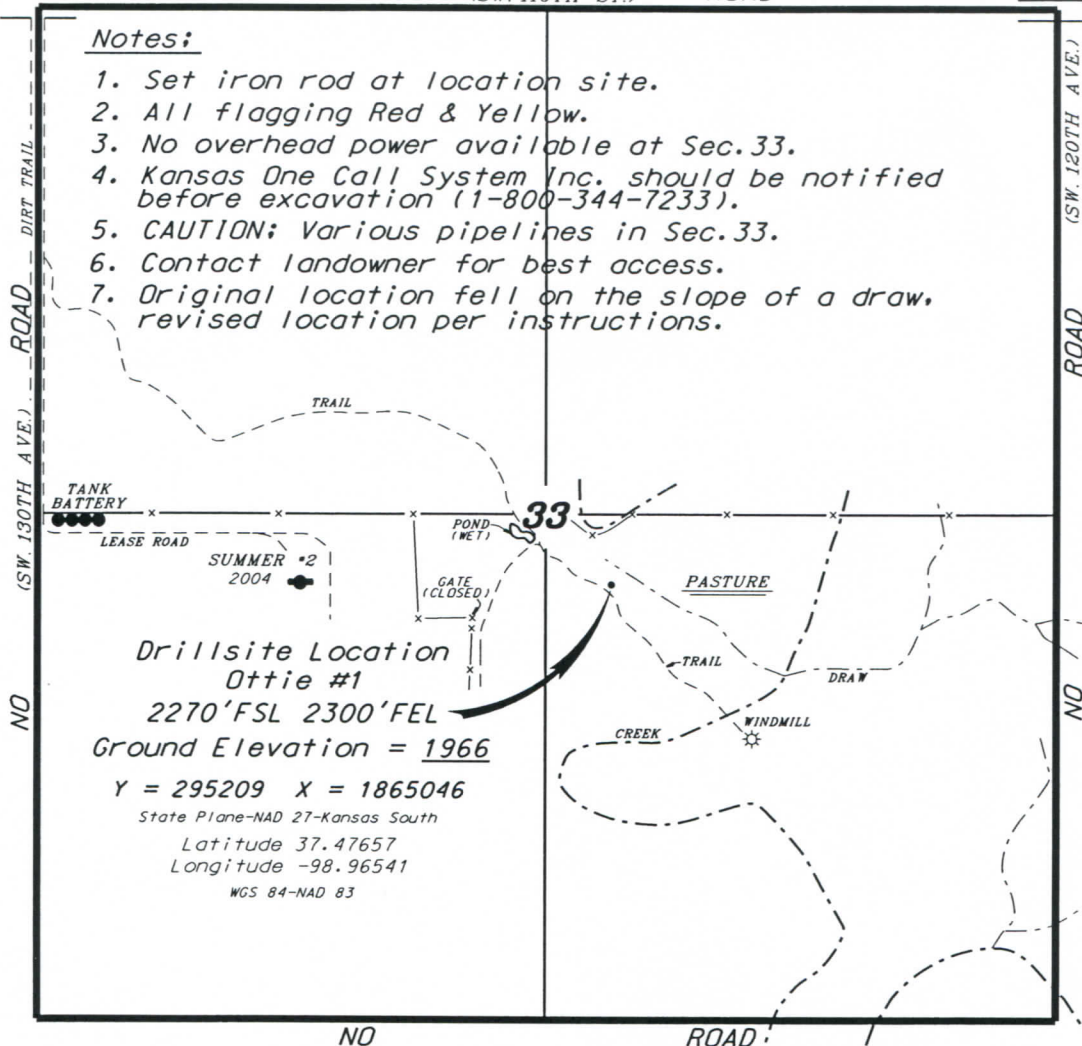 Notes:
1. Set iron rod at location site.
2. All flagging Red & Yellow.
3. No overhead power available at Sec.33.
4. Kansas One Call System Inc. should be notified
before excavation (1-800-344-7233).
5. CAUTION: Various pipelines in Sec.33.
6. Contact landowner for best access.
7. Original location fell on the slope of a draw,
revised location per instructions.
DIRT TRAIL
ROAD
(SW. 130TH AVE.)
NO
(SW. 120TH AVE.)
ROAD
NO
TRAIL
TANK
BATTERY
LEASE ROAD
SUMMER #2
2004
POND
(WET)
33
GATE
(CLOSED)
PASTURE
TRAIL
DRAW
CREEK
WINDMILL
Drillsite Location
Ottie #1
2270'FSL 2300'FEL
Ground Elevation = 1966
Y = 295209 X = 1865046
State Plane-NAD 27-Kansas South
Latitude 37.47657
Longitude -98.96541
WGS 84-NAD 83
NO ROAD